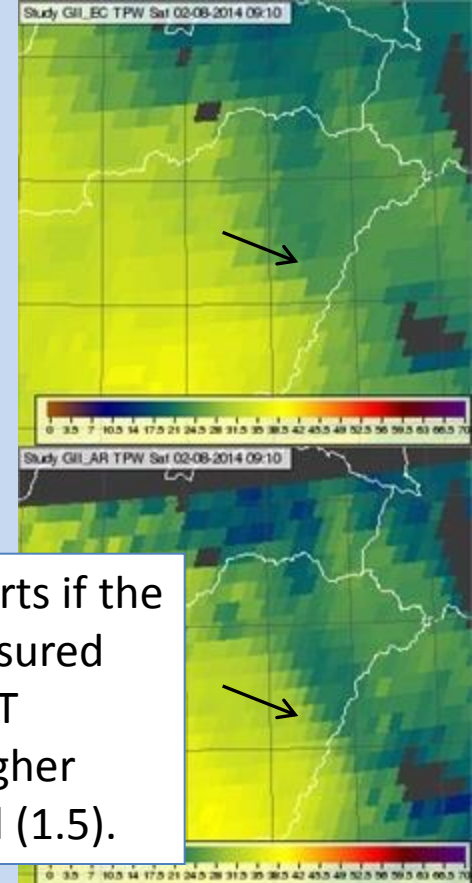 Study GII_EC TPW Sat 02-08-2014 09:10
0 3.5 7 10.5 14 17.5 21 24.5 28 31.5 35 38.5 42 45.5 49 52.5 56 59.5 63 66.5 70
Study GII_AR TPW Sat 02-08-2014 09:10
rts if the
sured
T
gher
(1.5).
0 3.5 7 10.5 14 17.5 21 24.5 28 31.5 35 38.5 42 45.5 49 52.5 56 59.5 63 66.5 70